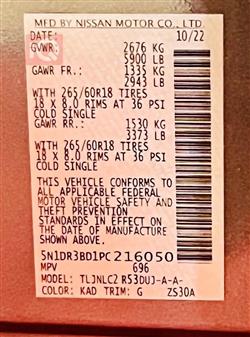 MFD BY NISSAN MOTOR CO., LTD.
DATE: 10/22
GVWR: 2676 KG
5900 LB
GAWR FR.: 1335 KG
2943 LB
WITH 265/60R18 TIRES
18 X 8.0 RIMS AT 36 PSI
COLD SINGLE
GAWR RR.: 1530 KG
3373 LB
WITH 265/60R18 TIRES
18 X 8.0 RIMS AT 36 PSI
COLD SINGLE
THIS VEHICLE CONFORMS TO
ALL APPLICABLE FEDERAL
MOTOR VEHICLE SAFETY AND
THEFT PREVENTION
STANDARDS IN EFFECT ON
THE DATE OF MANUFACTURE
SHOWN ABOVE.
5N1DR3BD1PC216050
MPV 696
MODEL: TLJNLC2 R53DUJ-A-A-
COLOR: KAD TRIM: G ZS30A